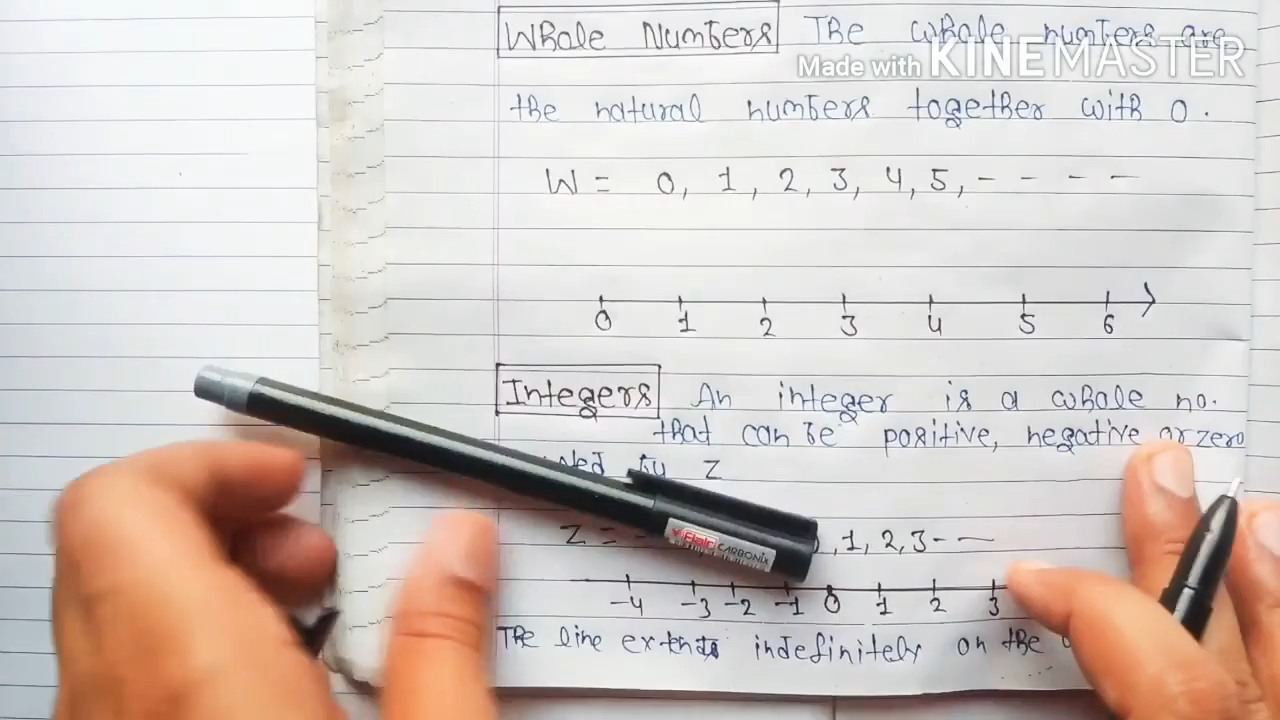 Whole Numbers The whole numbers are
Made with KINEMASTER
the natural numbers together with 0.
W = 0, 1, 2, 3, 4, 5, - - - -
0 1 2 3 4 5 6
Integers An integer is a whole no.
that can be positive, negative or zero
by Z
Z = - 0, 1, 2, 3 - -
Flair CARBONIX
-4 -3 -2 -1 0 1 2 3
The line extends indefinitely on the